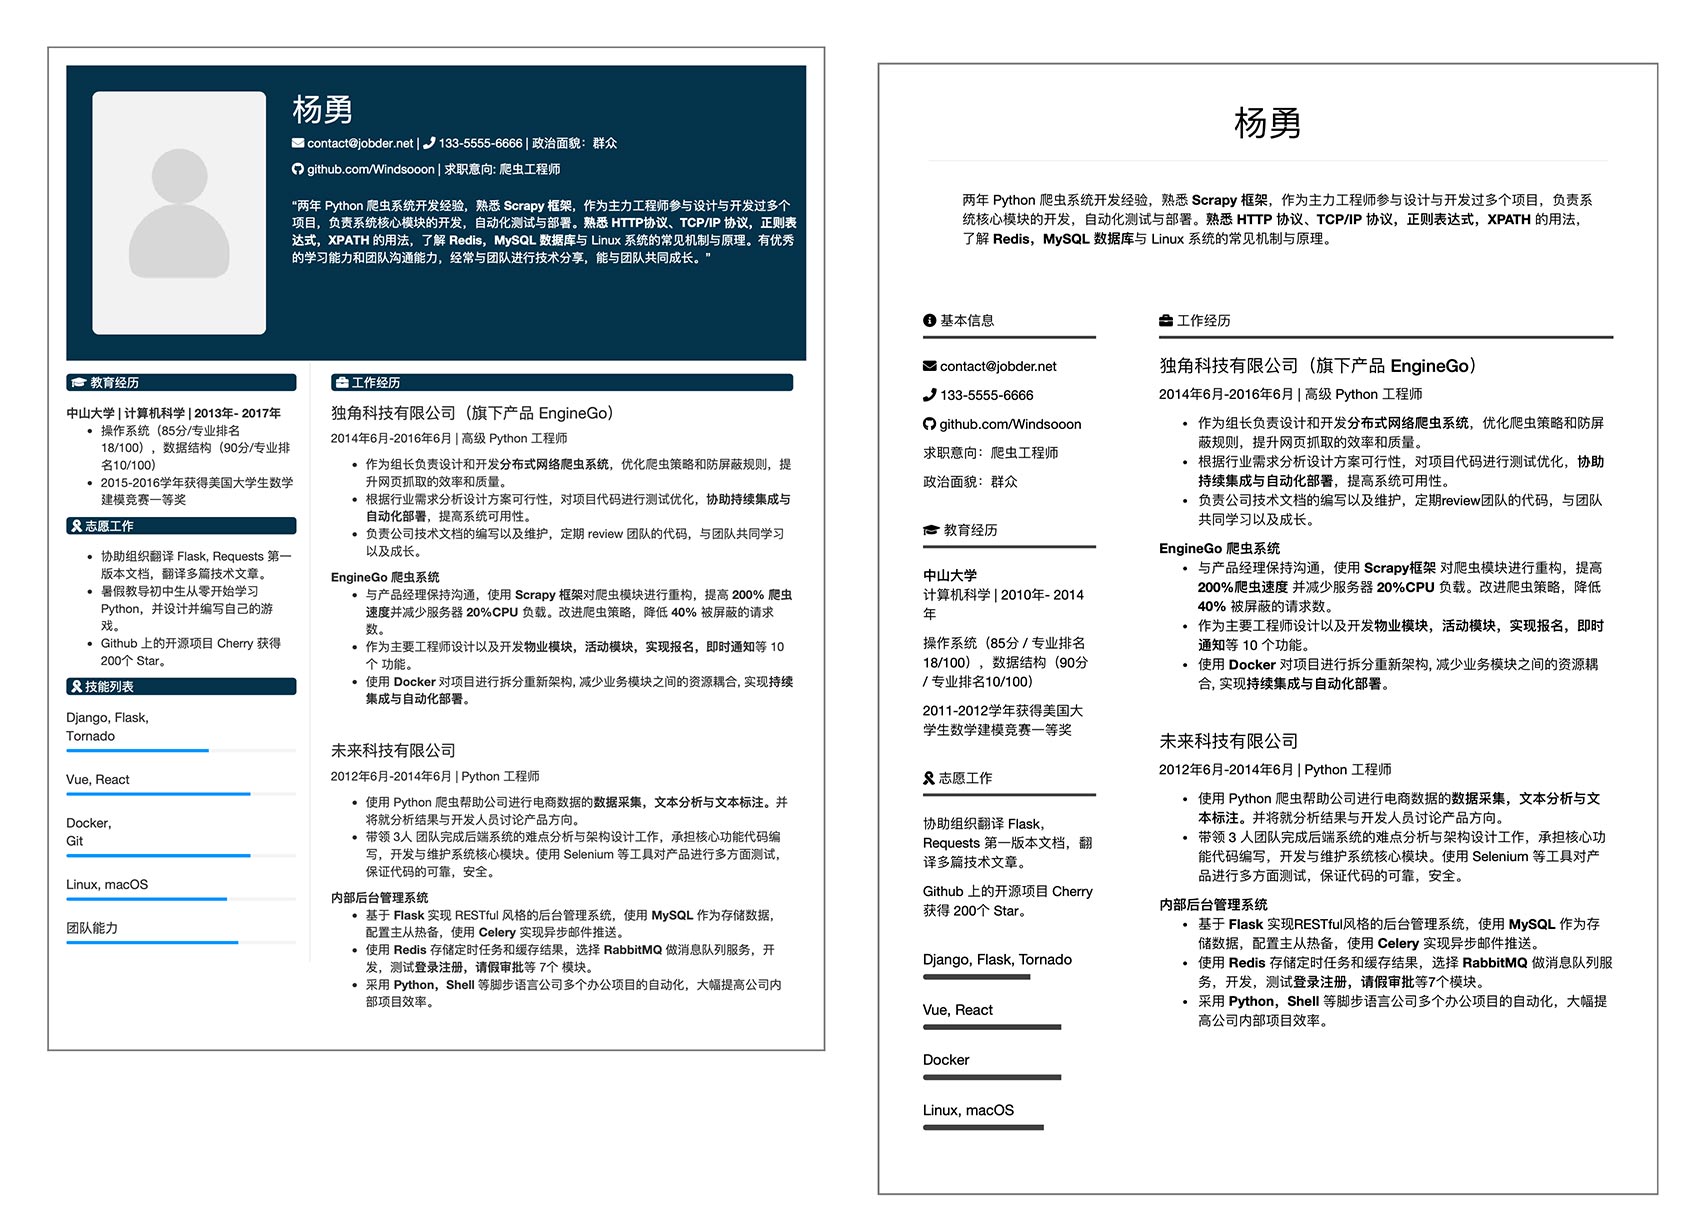 杨勇
contact@jobder.net | 133-5555-6666 | 政治面貌：群众
github.com/Windsooon | 求职意向: 爬虫工程师
“两年 Python 爬虫系统开发经验，熟悉 Scrapy 框架，作为主力工程师参与设计与开发过多个
项目，负责系统核心模块的开发，自动化测试与部署。熟悉 HTTP协议、TCP/IP 协议，正则表
达式，XPATH 的用法，了解 Redis，MySQL 数据库与 Linux 系统的常见机制与原理。有优秀
的学习能力和团队沟通能力，经常与团队进行技术分享，能与团队共同成长。”
教育经历
中山大学 | 计算机科学 | 2013年- 2017年
操作系统（85分/专业排名
18/100），数据结构（90分/专业排
名10/100)
2015-2016学年获得美国大学生数学
建模竞赛一等奖
志愿工作
协助组织翻译 Flask, Requests 第一
版本文档，翻译多篇技术文章。
暑假教导初中生从零开始学习
Python，并设计并编写自己的游
戏。
Github 上的开源项目 Cherry 获得
200个 Star。
技能列表
Django, Flask,
Tornado
Vue, React
Docker,
Git
Linux, macOS
团队能力
工作经历
独角科技有限公司（旗下产品 EngineGo）
2014年6月-2016年6月 | 高级 Python 工程师
作为组长负责设计和开发分布式网络爬虫系统，优化爬虫策略和防屏蔽规则，提
升网页抓取的效率和质量。
根据行业需求分析设计方案可行性，对项目代码进行测试优化，协助持续集成与
自动化部署，提高系统可用性。
负责公司技术文档的编写以及维护，定期 review 团队的代码，与团队共同学习
以及成长。
EngineGo 爬虫系统
与产品经理保持沟通，使用 Scrapy 框架对爬虫模块进行重构，提高 200% 爬虫
速度并减少服务器 20%CPU 负载。改进爬虫策略，降低 40% 被屏蔽的请求
数。
作为主要工程师设计以及开发物业模块，活动模块，实现报名，即时通知等 10
个 功能。
使用 Docker 对项目进行拆分重新架构, 减少业务模块之间的资源耦合, 实现持续
集成与自动化部署。
未来科技有限公司
2012年6月-2014年6月 | Python 工程师
使用 Python 爬虫帮助公司进行电商数据的数据采集，文本分析与文本标注。并
将就分析结果与开发人员讨论产品方向。
带领 3人 团队完成后端系统的难点分析与架构设计工作，承担核心功能代码编
写，开发与维护系统核心模块。使用 Selenium 等工具对产品进行多方面测试，
保证代码的可靠，安全。
内部后台管理系统
基于 Flask 实现 RESTful 风格的后台管理系统，使用 MySQL 作为存储数据，
配置主从热备，使用 Celery 实现异步邮件推送。
使用 Redis 存储定时任务和缓存结果，选择 RabbitMQ 做消息队列服务，开
发，测试登录注册，请假审批等 7个 模块。
采用 Python，Shell 等脚步语言公司多个办公项目的自动化，大幅提高公司内
部项目效率。
杨勇
两年 Python 爬虫系统开发经验，熟悉 Scrapy 框架，作为主力工程师参与设计与开发过多个项目，负责系
统核心模块的开发，自动化测试与部署。熟悉 HTTP 协议、TCP/IP 协议，正则表达式，XPATH 的用法，
了解 Redis，MySQL 数据库与 Linux 系统的常见机制与原理。
基本信息
contact@jobder.net
133-5555-6666
github.com/Windsooon
求职意向：爬虫工程师
政治面貌：群众
教育经历
中山大学
计算机科学 | 2010年- 2014
年
操作系统（85分 / 专业排名
18/100），数据结构（90分
/ 专业排名10/100）
2011-2012学年获得美国大
学生数学建模竞赛一等奖
志愿工作
协助组织翻译 Flask,
Requests 第一版本文档，翻
译多篇技术文章。
Github 上的开源项目 Cherry
获得 200个 Star。
Django, Flask, Tornado
Vue, React
Docker
Linux, macOS
工作经历
独角科技有限公司（旗下产品 EngineGo）
2014年6月-2016年6月 | 高级 Python 工程师
作为组长负责设计和开发分布式网络爬虫系统，优化爬虫策略和防屏
蔽规则，提升网页抓取的效率和质量。
根据行业需求分析设计方案可行性，对项目代码进行测试优化，协助
持续集成与自动化部署，提高系统可用性。
负责公司技术文档的编写以及维护，定期review团队的代码，与团队
共同学习以及成长。
EngineGo 爬虫系统
与产品经理保持沟通，使用 Scrapy框架 对爬虫模块进行重构，提高
200%爬虫速度 并减少服务器 20%CPU 负载。改进爬虫策略，降低
40% 被屏蔽的请求数。
作为主要工程师设计以及开发物业模块，活动模块，实现报名，即时
通知等 10 个功能。
使用 Docker 对项目进行拆分重新架构, 减少业务模块之间的资源耦
合, 实现持续集成与自动化部署。
未来科技有限公司
2012年6月-2014年6月 | Python 工程师
使用 Python 爬虫帮助公司进行电商数据的数据采集，文本分析与文
本标注。并将就分析结果与开发人员讨论产品方向。
带领 3 人团队完成后端系统的难点分析与架构设计工作，承担核心功
能代码编写，开发与维护系统核心模块。使用 Selenium 等工具对产
品进行多方面测试，保证代码的可靠，安全。
内部后台管理系统
基于 Flask 实现RESTful风格的后台管理系统，使用 MySQL 作为存
储数据，配置主从热备，使用 Celery 实现异步邮件推送。
使用 Redis 存储定时任务和缓存结果，选择 RabbitMQ 做消息队列服
务，开发，测试登录注册，请假审批等7个模块。
采用 Python，Shell 等脚步语言公司多个办公项目的自动化，大幅提
高公司内部项目效率。